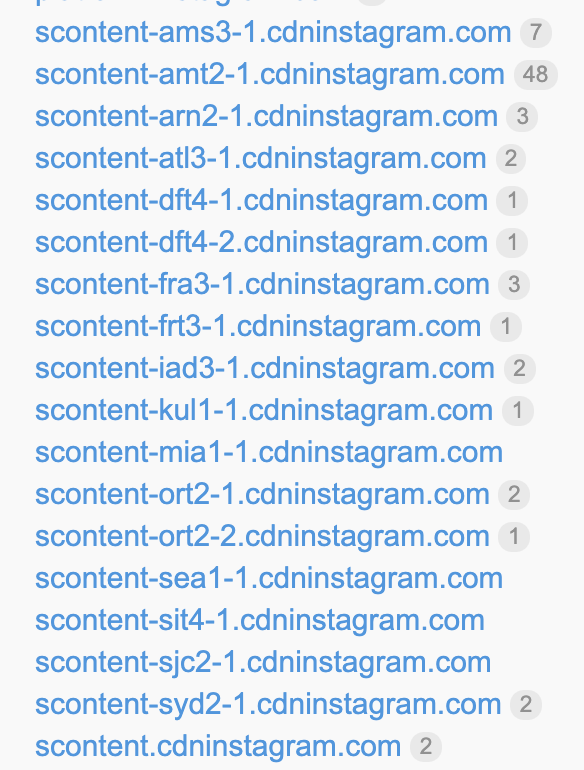 scontent-ams3-1.cdninstagram.com 7
scontent-amt2-1.cdninstagram.com 48
scontent-arn2-1.cdninstagram.com 3
scontent-atl3-1.cdninstagram.com 2
scontent-dft4-1.cdninstagram.com 1
scontent-dft4-2.cdninstagram.com 1
scontent-fra3-1.cdninstagram.com 3
scontent-frt3-1.cdninstagram.com 1
scontent-iad3-1.cdninstagram.com 2
scontent-kul1-1.cdninstagram.com 1
scontent-mia1-1.cdninstagram.com
scontent-ort2-1.cdninstagram.com 2
scontent-ort2-2.cdninstagram.com 1
scontent-sea1-1.cdninstagram.com
scontent-sit4-1.cdninstagram.com
scontent-sjc2-1.cdninstagram.com
scontent-syd2-1.cdninstagram.com 2
scontent.cdninstagram.com 2